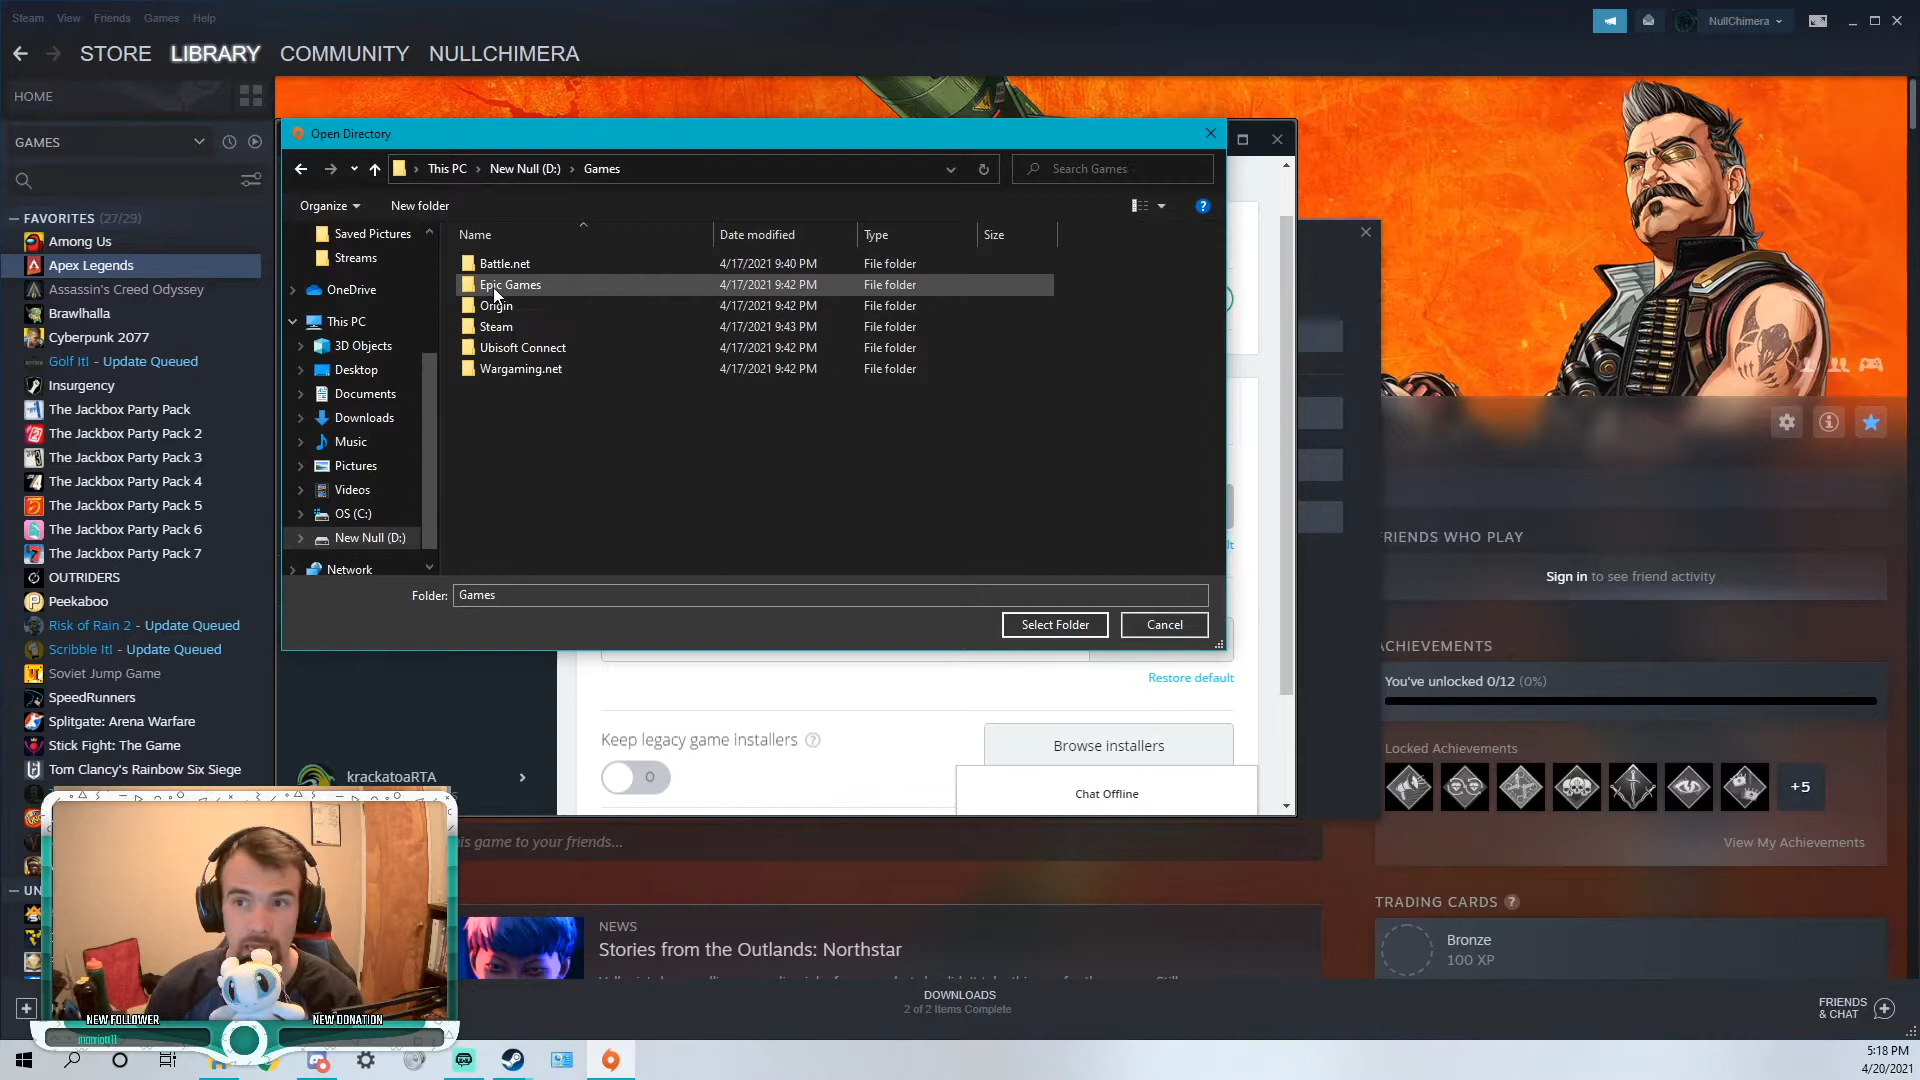 Steam View Friends Games Help
NullChimera
STORE LIBRARY COMMUNITY NULLCHIMERA
HOME
GAMES
FAVORITES (27/29)
Among Us
Apex Legends
Assassin's Creed Odyssey
Brawlhalla
Cyberpunk 2077
Golf It! - Update Queued
Insurgency
The Jackbox Party Pack
The Jackbox Party Pack 2
The Jackbox Party Pack 3
The Jackbox Party Pack 4
The Jackbox Party Pack 5
The Jackbox Party Pack 6
The Jackbox Party Pack 7
OUTRIDERS
Peekaboo
Risk of Rain 2 - Update Queued
Scribble It! - Update Queued
Soviet Jump Game
SpeedRunners
Splitgate: Arena Warfare
Stick Fight: The Game
Tom Clancy's Rainbow Six Siege
UN
Open Directory
This PC > New Null (D:) > Games
Search Games
Organize New folder
Saved Pictures
Streams
OneDrive
This PC
3D Objects
Desktop
Documents
Downloads
Music
Pictures
Videos
OS (C:)
New Null (D:)
Network
Name Date modified Type Size
Battle.net 4/17/2021 9:40 PM File folder
Epic Games 4/17/2021 9:42 PM File folder
Origin 4/17/2021 9:42 PM File folder
Steam 4/17/2021 9:43 PM File folder
Ubisoft Connect 4/17/2021 9:42 PM File folder
Wargaming.net 4/17/2021 9:42 PM File folder
Folder: Games
Select Folder Cancel
Restore default
Keep legacy game installers
Browse installers
Chat Offline
krackatoaRTA
is game to your friends...
NEWS
Stories from the Outlands: Northstar
FRIENDS WHO PLAY
Sign in to see friend activity
ACHIEVEMENTS
You've unlocked 0/12 (0%)
Locked Achievements
+5
View My Achievements
TRADING CARDS
Bronze
100 XP
DOWNLOADS
2 of 2 Items Complete
FRIENDS
& CHAT
NEW FOLLOWER NEW DONATION
5:18 PM
4/20/2021